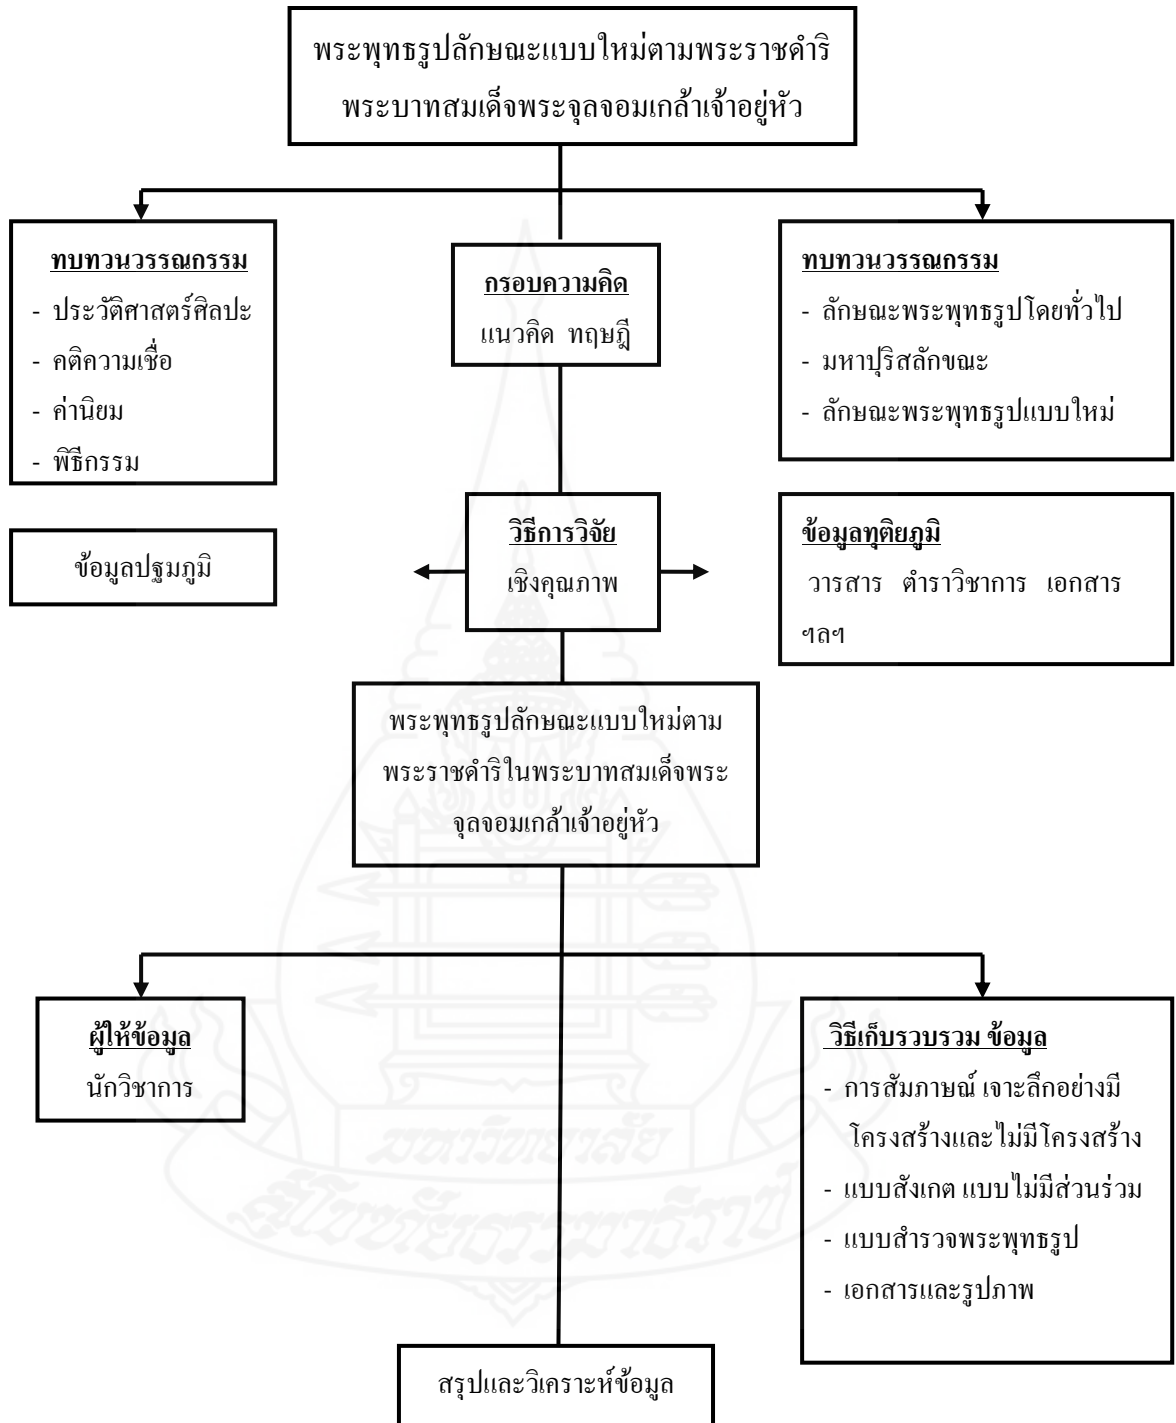 พระพุทธรูปลักษณะแบบใหม่ตามพระราชดำริ
พระบาทสมเด็จพระจุลจอมเกล้าเจ้าอยู่หัว
ทบทวนวรรณกรรม
- ประวัติศาสตร์ศิลปะ
- คติความเชื่อ
- ค่านิยม
- พิธีกรรม
กรอบความคิด
แนวคิด ทฤษฎี
ทบทวนวรรณกรรม
- ลักษณะพระพุทธรูปโดยทั่วไป
- มหาปุริสลักขณะ
- ลักษณะพระพุทธรูปแบบใหม่
ข้อมูลปฐมภูมิ
วิธีการวิจัย
เชิงคุณภาพ
ข้อมูลทุติยภูมิ
วารสาร ตำราวิชาการ เอกสาร
ฯลฯ
พระพุทธรูปลักษณะแบบใหม่ตาม
พระราชดำริในพระบาทสมเด็จพระ
จุลจอมเกล้าเจ้าอยู่หัว
ผู้ให้ข้อมูล
นักวิชาการ
วิธีเก็บรวบรวม ข้อมูล
- การสัมภาษณ์ เจาะลึกอย่างมี
โครงสร้างและไม่มีโครงสร้าง
- แบบสังเกต แบบไม่มีส่วนร่วม
- แบบสำรวจพระพุทธรูป
- เอกสารและรูปภาพ
มหาวิทยาลัย
สุโขทัยธรรมาธิราช
สรุปและวิเคราะห์ข้อมูล